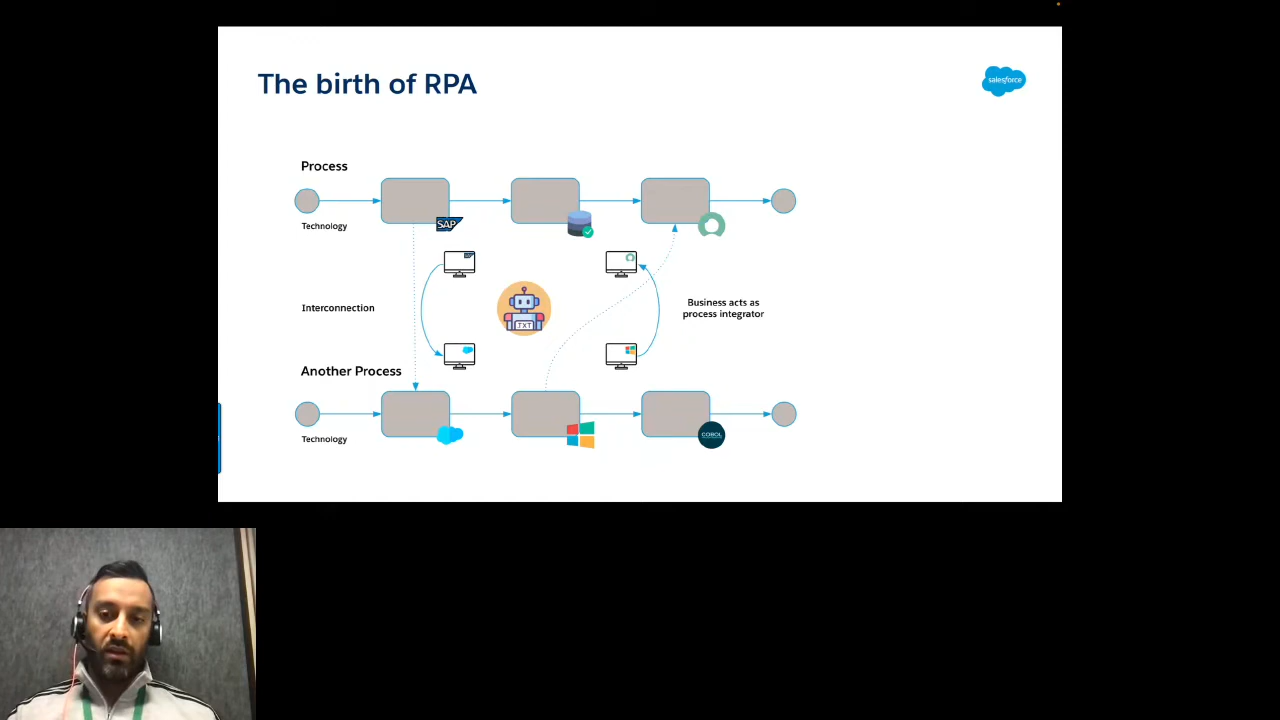 The birth of RPA
salesforce
Process
Technology
SAP
Interconnection
.TXT
Business acts as
process integrator
Another Process
Technology
COBOL